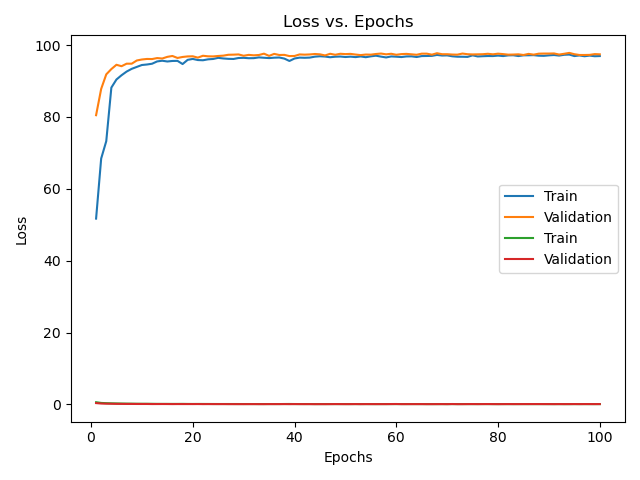 Loss vs. Epochs
100
80
60
40
20
0
Loss
Train
Validation
Train
Validation
0 20 40 60 80 100
Epochs